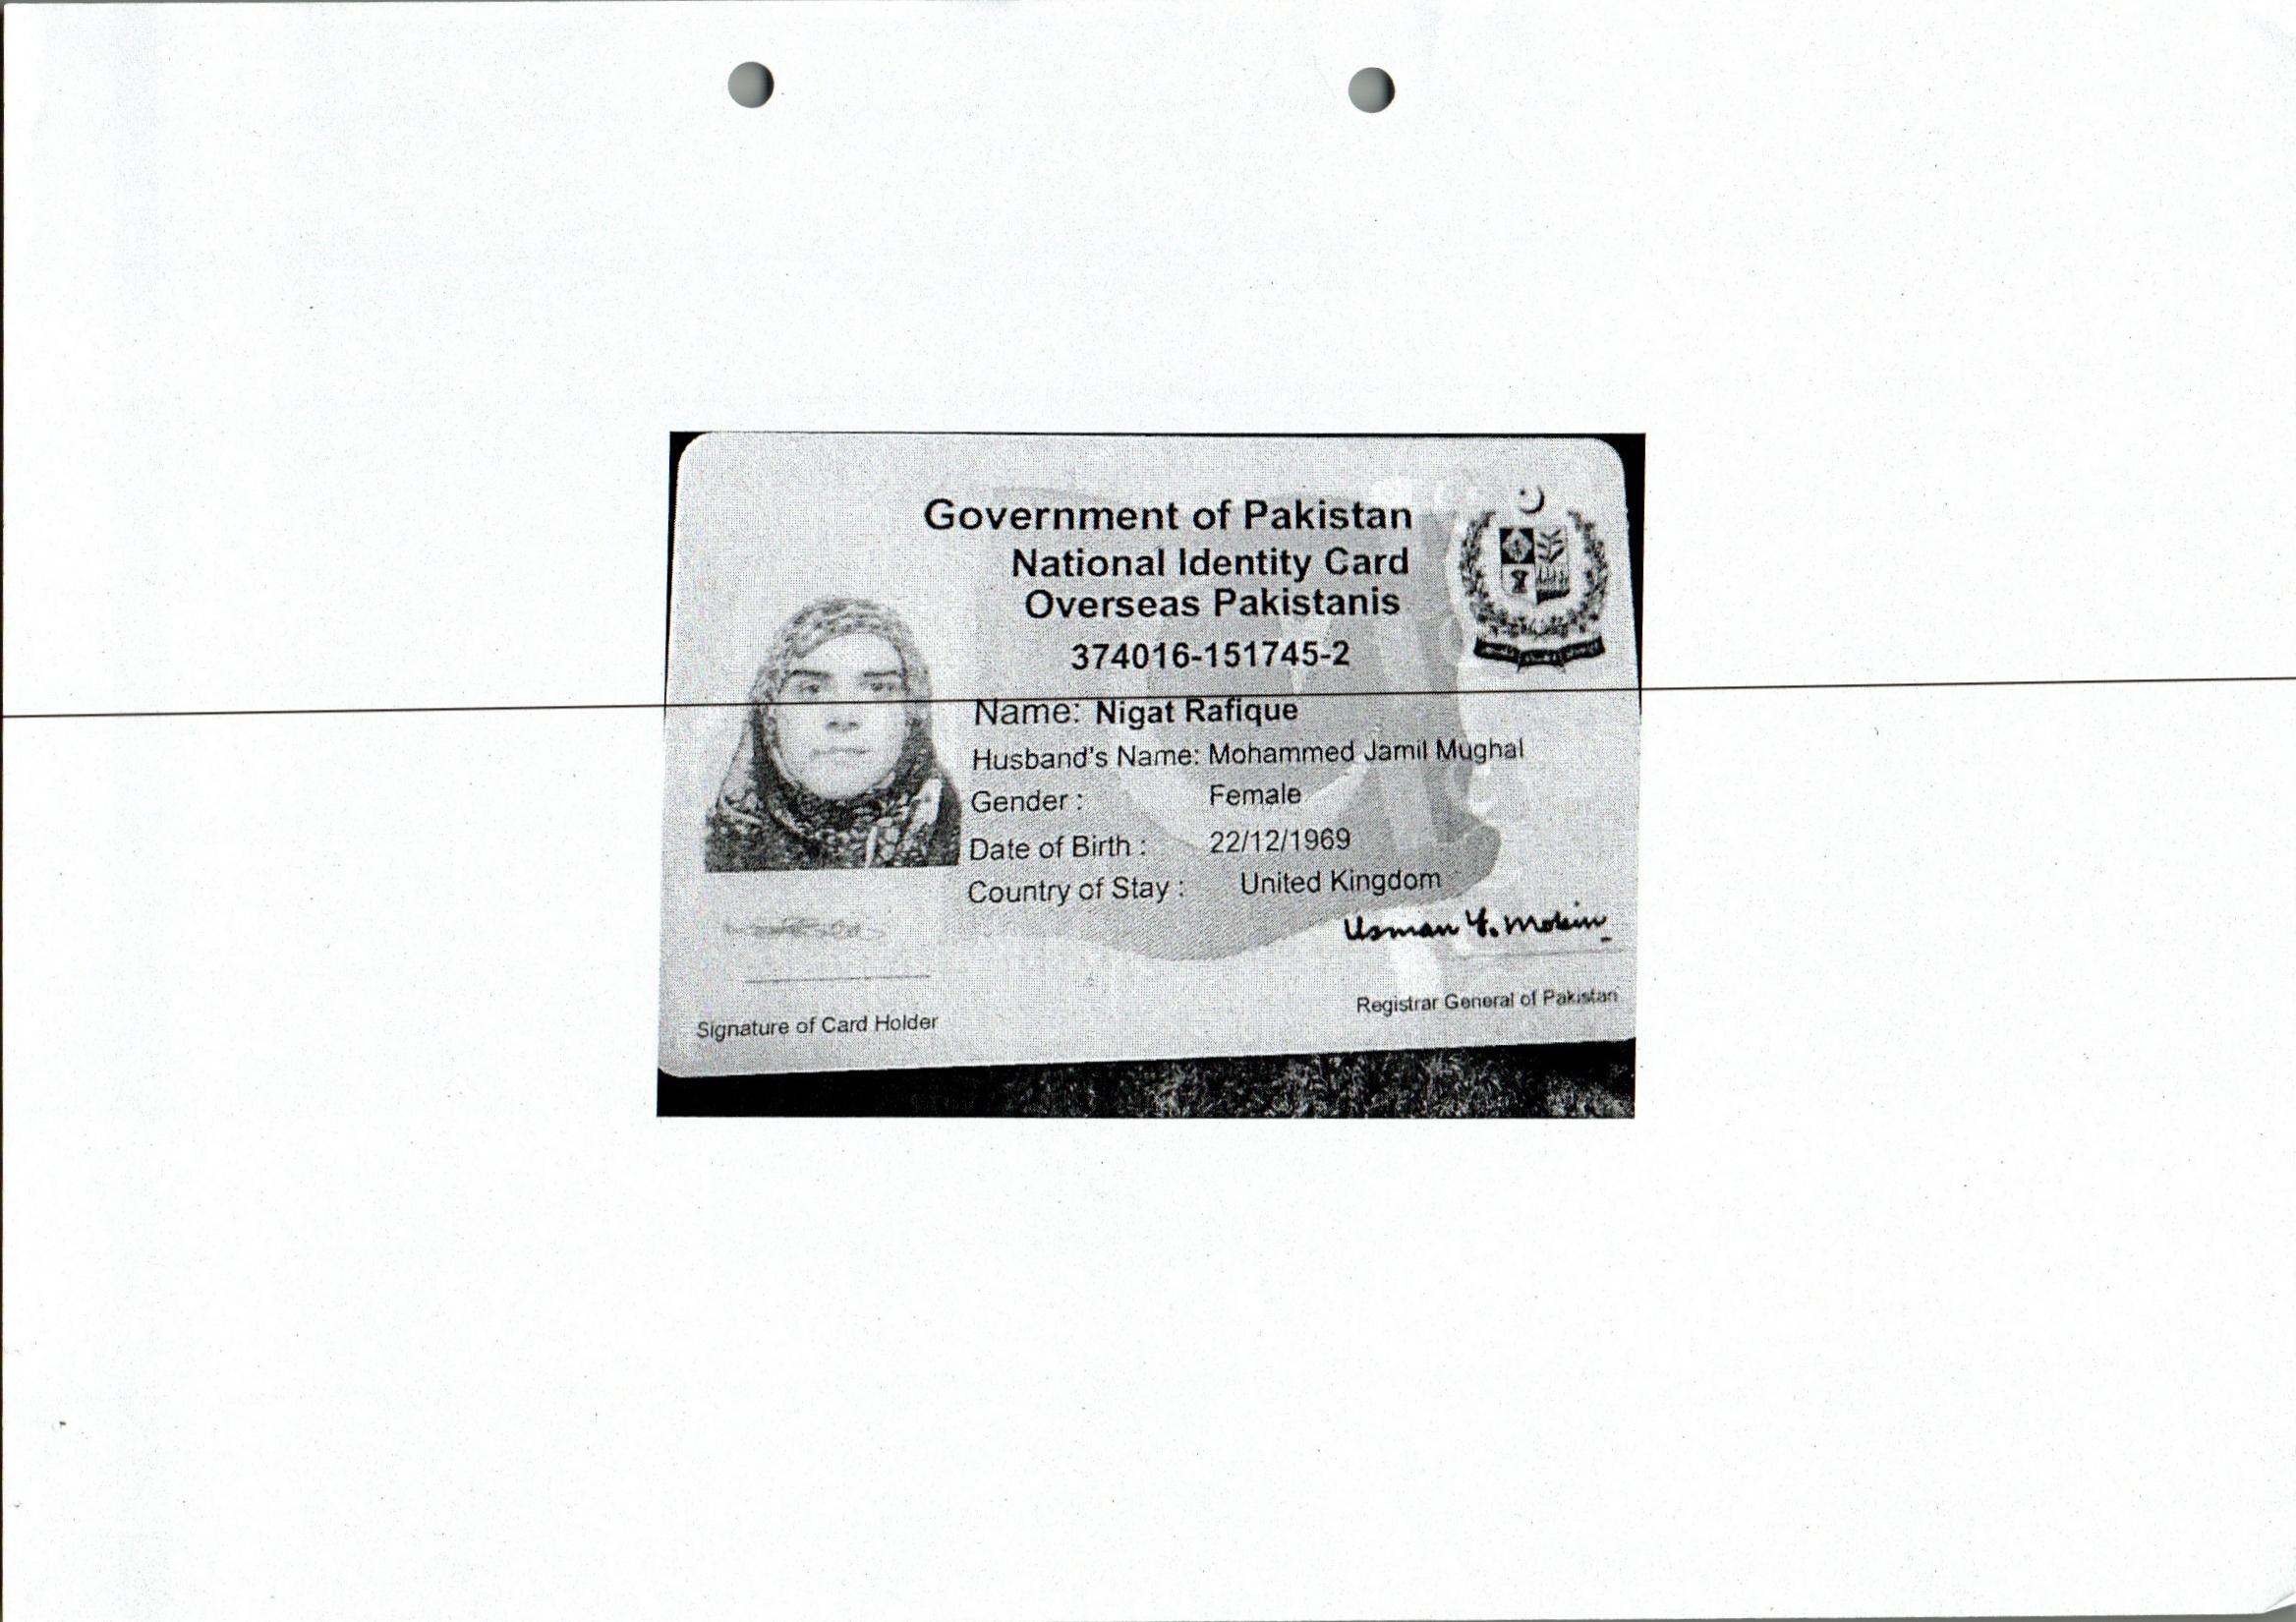 Government of Pakistan
National Identity Card
Overseas Pakistanis
374016-151745-2
Name: Nigat Rafique
Husband's Name: Mohammed Jamil Mughal
Gender : Female
Date of Birth : 22/12/1969
Country of Stay : United Kingdom
Usman Y. Mobin
Signature of Card Holder
Registrar General of Pakistan